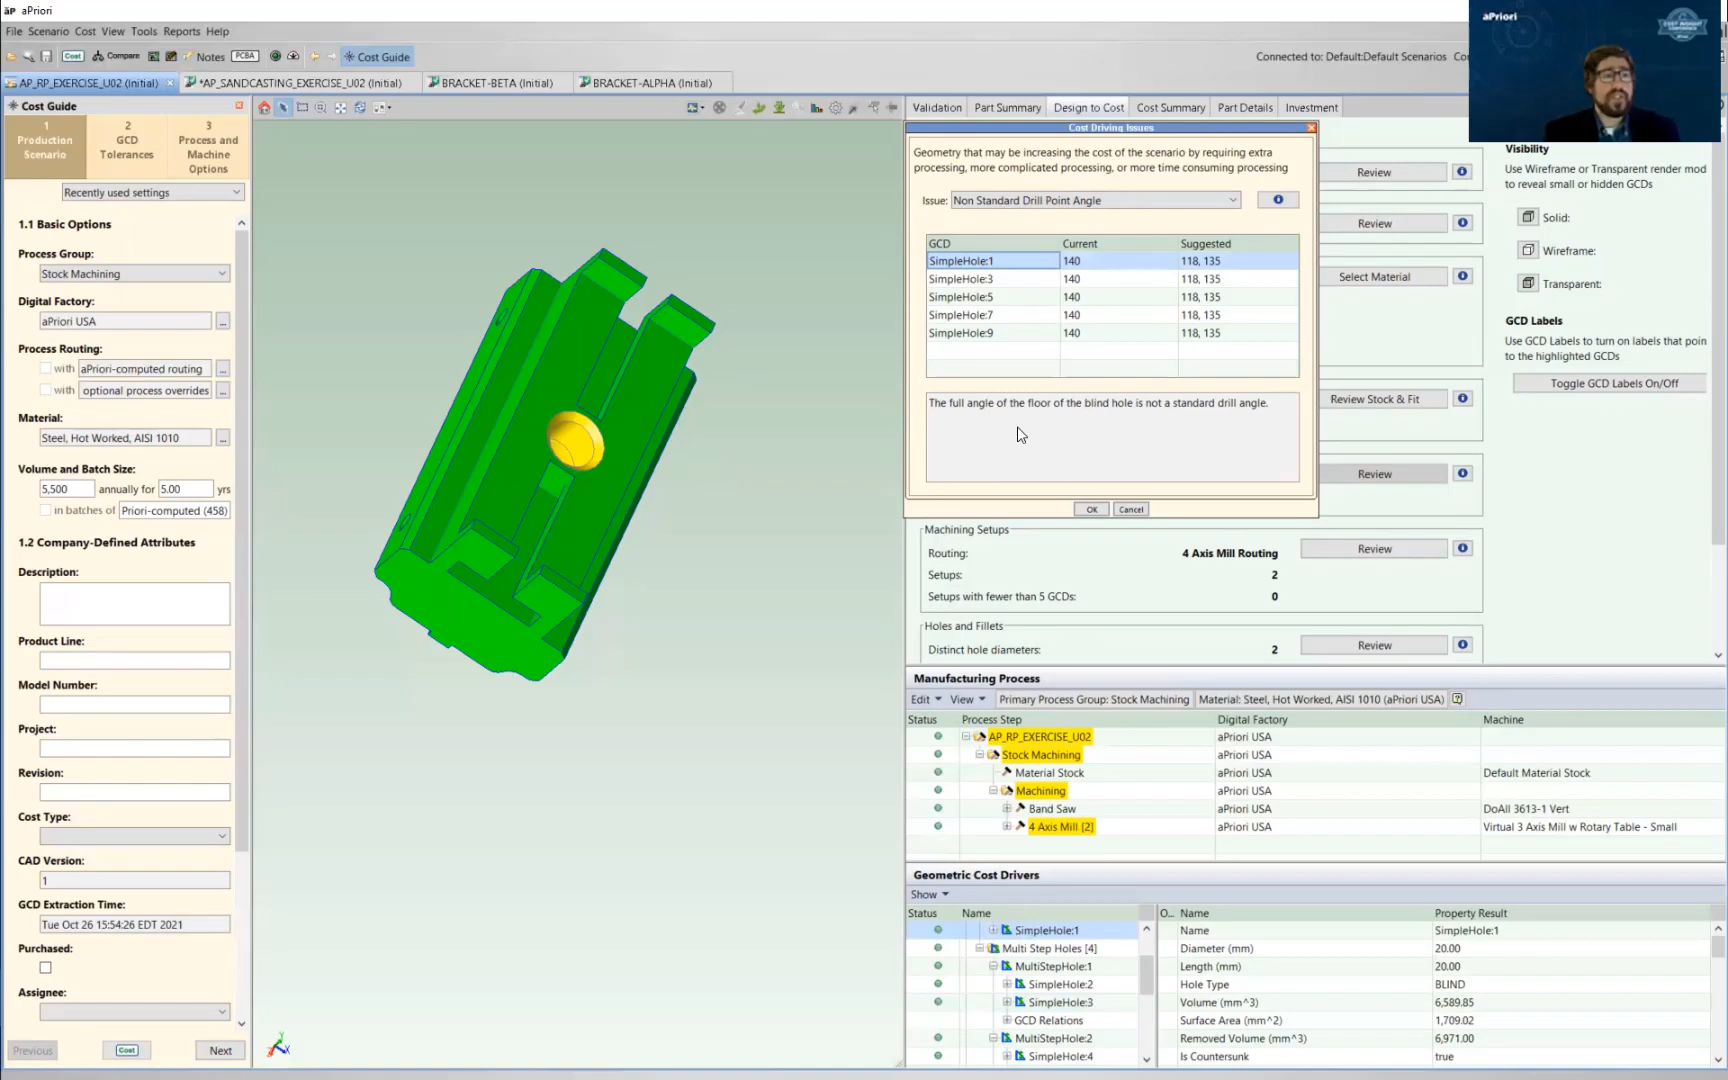 aP aPriori
File Scenario Cost View Tools Reports Help
Cost Compare Notes PCBA Cost Guide
Connected to: Default:Default Scenarios
aPriori
AP_RP_EXERCISE_U02 (Initial) *AP_SANDCASTING_EXERCISE_U02 (Initial) BRACKET-BETA (Initial) BRACKET-ALPHA (Initial)
Cost Guide
1 Production Scenario
2 GCD Tolerances
3 Process and Machine Options
Recently used settings
1.1 Basic Options
Process Group:
Stock Machining
Digital Factory:
aPriori USA ...
Process Routing:
with aPriori-computed routing ...
with optional process overrides ...
Material:
Steel, Hot Worked, AISI 1010 ...
Volume and Batch Size:
5,500 annually for 5.00 yrs
in batches of Priori-computed (458)
1.2 Company-Defined Attributes
Description:
Product Line:
Model Number:
Project:
Revision:
Cost Type:
CAD Version:
1
GCD Extraction Time:
Tue Oct 26 15:54:26 EDT 2021
Purchased:
Assignee:
Previous Cost Next
Validation Part Summary Design to Cost Cost Summary Part Details Investment
Cost Driving Issues
Geometry that may be increasing the cost of the scenario by requiring extra
processing, more complicated processing, or more time consuming processing
Issue: Non Standard Drill Point Angle
GCD Current Suggested
SimpleHole:1 140 118, 135
SimpleHole:3 140 118, 135
SimpleHole:5 140 118, 135
SimpleHole:7 140 118, 135
SimpleHole:9 140 118, 135
The full angle of the floor of the blind hole is not a standard drill angle.
OK Cancel
Review
Review
Select Material
Review Stock & Fit
Review
Visibility
Use Wireframe or Transparent render mod
to reveal small or hidden GCDs
Solid:
Wireframe:
Transparent:
GCD Labels
Use GCD Labels to turn on labels that poin
to the highlighted GCDs
Toggle GCD Labels On/Off
Machining Setups
Routing: 4 Axis Mill Routing Review
Setups: 2
Setups with fewer than 5 GCDs: 0
Holes and Fillets
Distinct hole diameters: 2 Review
Manufacturing Process
Edit View Primary Process Group: Stock Machining Material: Steel, Hot Worked, AISI 1010 (aPriori USA)
Status Process Step Digital Factory Machine
AP_RP_EXERCISE_U02 aPriori USA
Stock Machining aPriori USA
Material Stock aPriori USA Default Material Stock
Machining aPriori USA
Band Saw aPriori USA DoAll 3613-1 Vert
4 Axis Mill [2] aPriori USA Virtual 3 Axis Mill w Rotary Table - Small
Geometric Cost Drivers
Show
Status Name O... Name Property Result
SimpleHole:1 Name SimpleHole:1
Multi Step Holes [4] Diameter (mm) 20.00
MultiStepHole:1 Length (mm) 20.00
SimpleHole:2 Hole Type BLIND
SimpleHole:3 Volume (mm^3) 6,589.85
GCD Relations Surface Area (mm^2) 1,709.02
MultiStepHole:2 Removed Volume (mm^3) 6,971.00
SimpleHole:4 Is Countersunk true